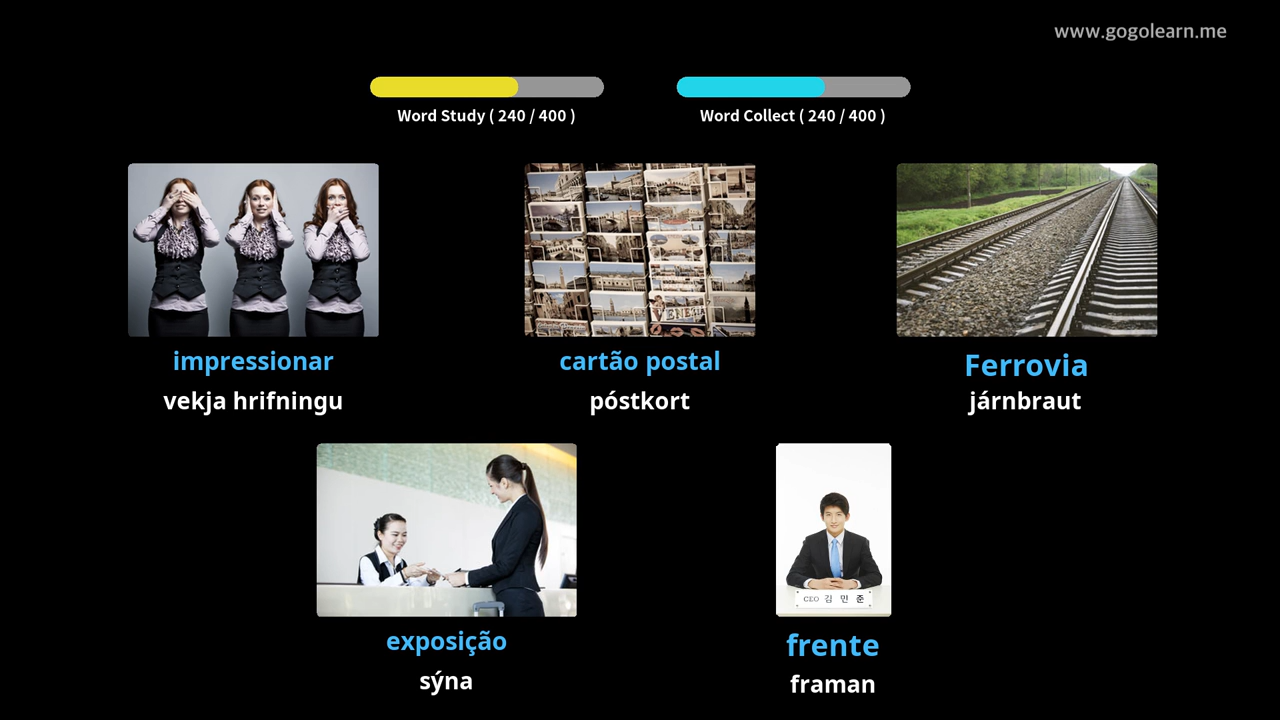 www.gogolearn.me
Word Study ( 240 / 400 )
Word Collect ( 240 / 400 )
impressionar
vekja hrifningu
cartão postal
póstkort
Ferrovia
járnbraut
CEO 김 민 준
exposição
sýna
frente
framan